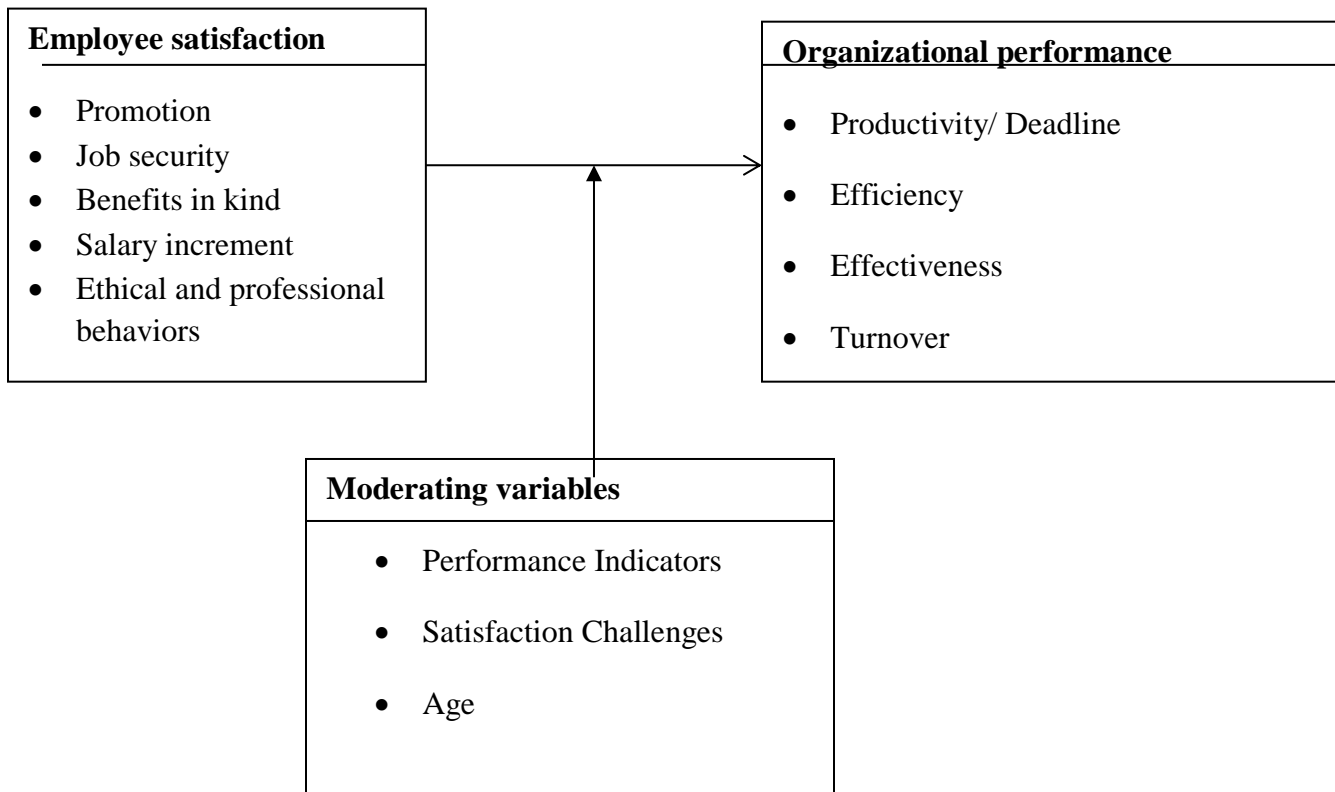 Employee satisfaction
• Promotion
• Job security
• Benefits in kind
• Salary increment
• Ethical and professional
behaviors
Organizational performance
• Productivity/ Deadline
• Efficiency
• Effectiveness
• Turnover
Moderating variables
• Performance Indicators
• Satisfaction Challenges
• Age